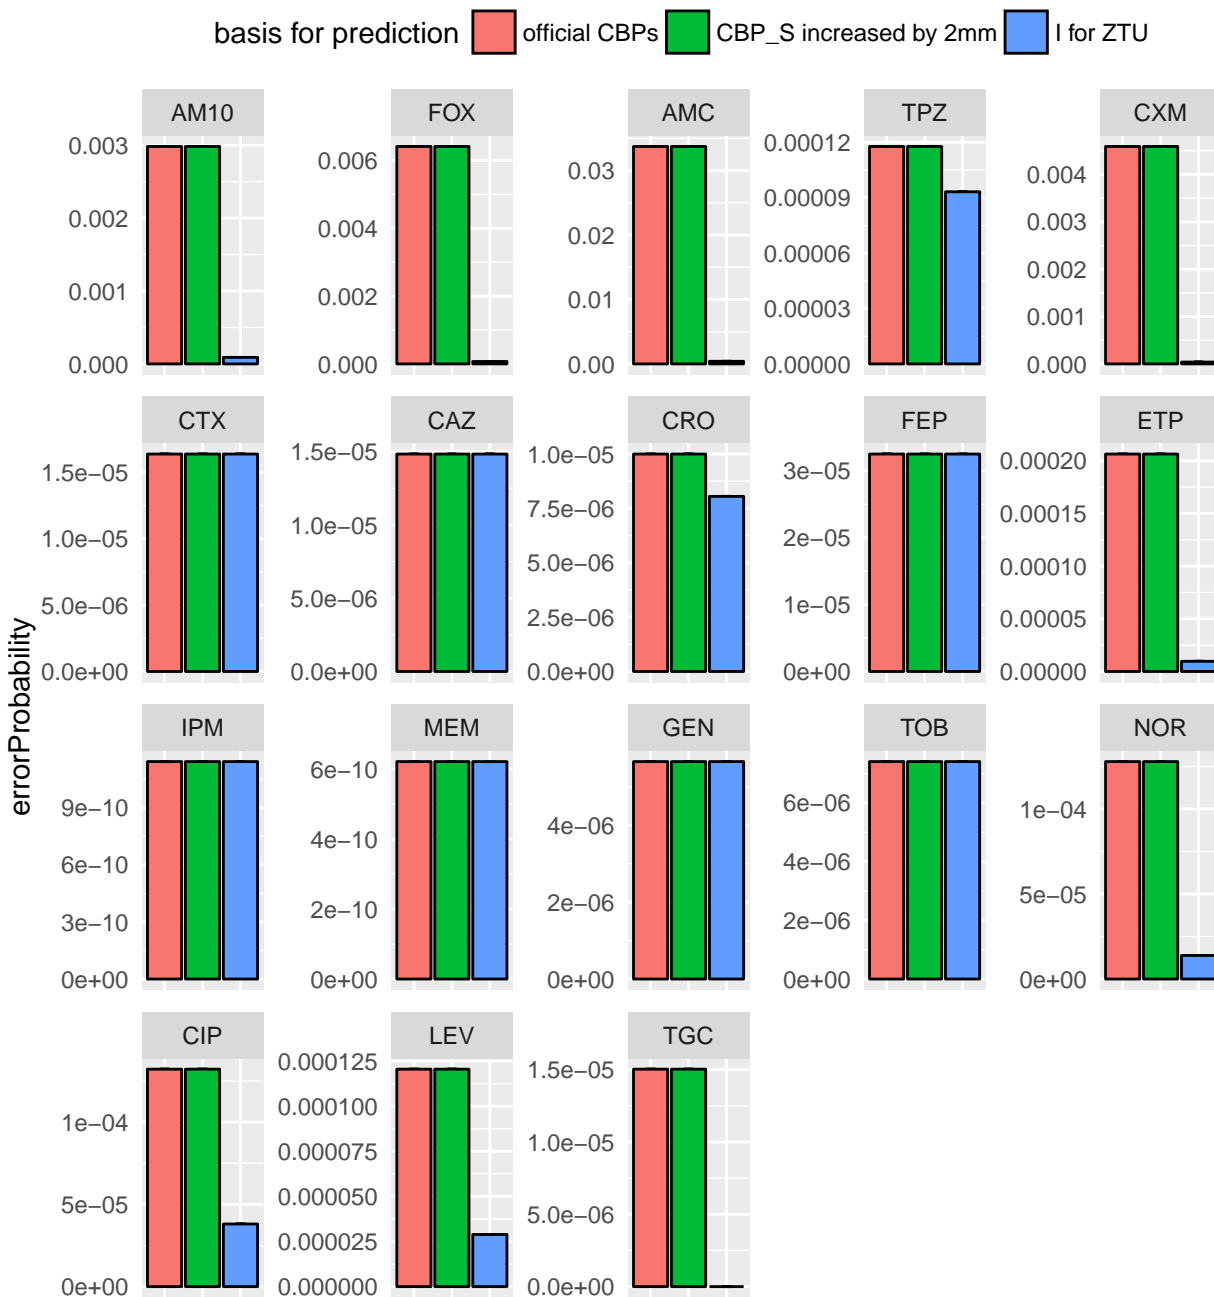 basis for prediction official CBPs CBP_S increased by 2mm I for ZTU
AM10 FOX AMC TPZ CXM
0.003 0.002 0.001 0.000
0.006 0.004 0.002 0.000
0.03 0.02 0.01 0.00
0.00012 0.00009 0.00006 0.00003 0.00000
0.004 0.003 0.002 0.001 0.000
CTX CAZ CRO FEP ETP
1.5e−05 1.0e−05 5.0e−06 0.0e+00
1.5e−05 1.0e−05 5.0e−06 0.0e+00
1.0e−05 7.5e−06 5.0e−06 2.5e−06 0.0e+00
3e−05 2e−05 1e−05 0e+00
0.00020 0.00015 0.00010 0.00005 0.00000
errorProbability
IPM MEM GEN TOB NOR
9e−10 6e−10 3e−10 0e+00
6e−10 4e−10 2e−10 0e+00
4e−06 2e−06 0e+00
6e−06 4e−06 2e−06 0e+00
1e−04 5e−05 0e+00
CIP LEV TGC
1e−04 5e−05 0e+00
0.000125 0.000100 0.000075 0.000050 0.000025 0.000000
1.5e−05 1.0e−05 5.0e−06 0.0e+00